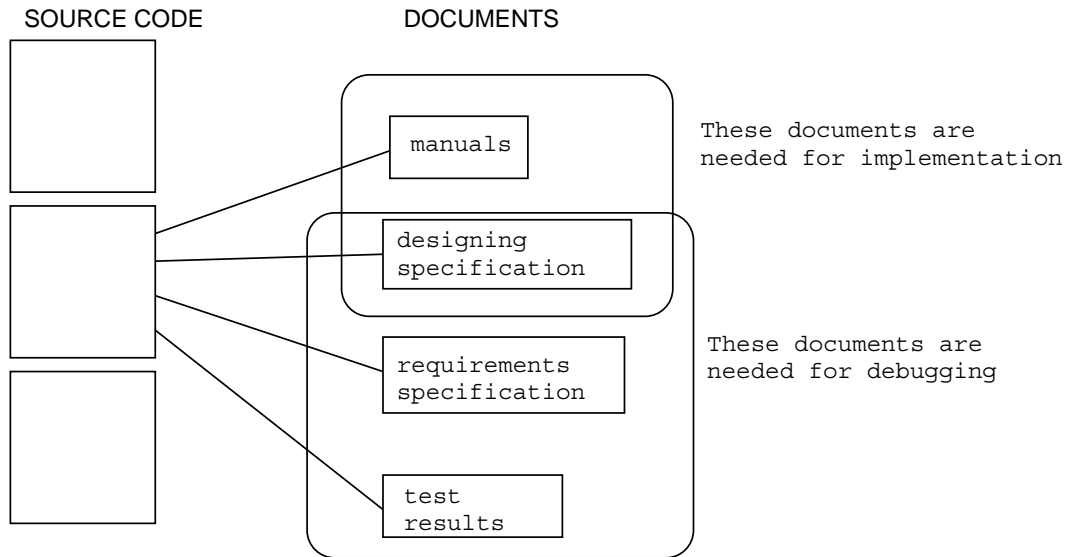 SOURCE CODE
DOCUMENTS
manuals
These documents are
needed for implementation
designing
specification
requirements
specification
These documents are
needed for debugging
test
results